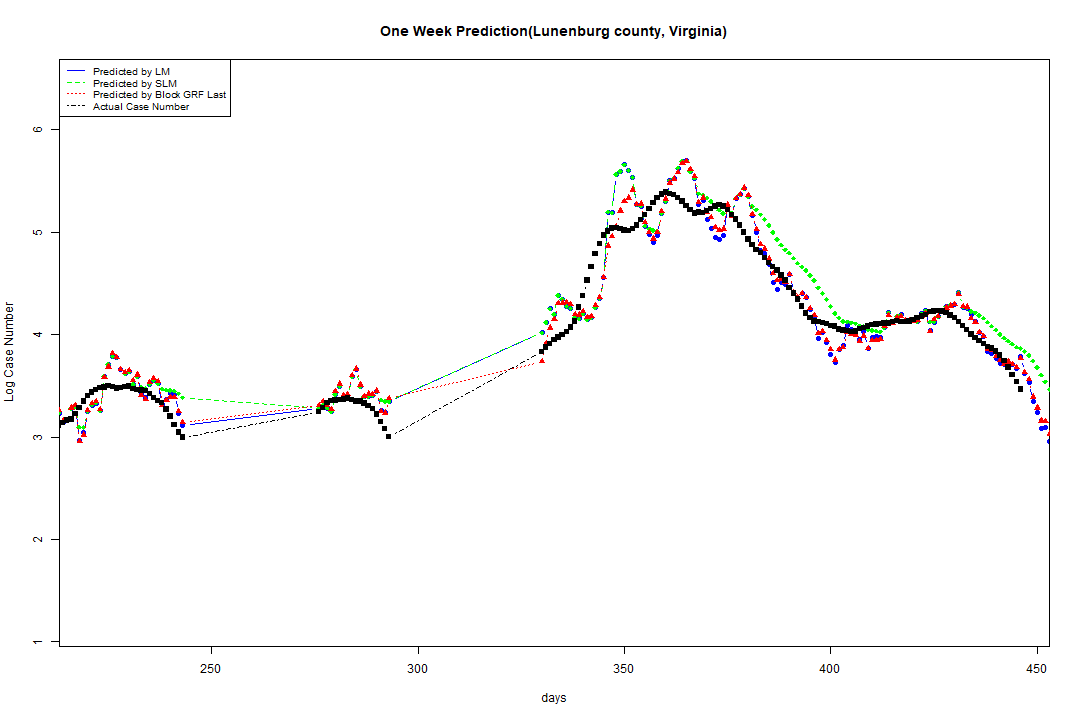 One Week Prediction(Lunenburg county, Virginia)
Predicted by LM
Predicted by SLM
Predicted by Block GRF Last
Actual Case Number
Log Case Number
6
5
4
3
2
1
250
300
350
400
450
days